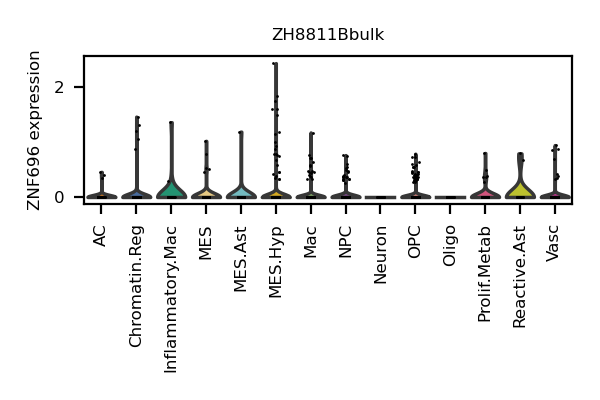 ZH8811Bbulk
ZNF696 expression
2
0
AC
Chromatin.Reg
Inflammatory.Mac
MES
MES.Ast
MES.Hyp
Mac
NPC
Neuron
OPC
Oligo
Prolif.Metab
Reactive.Ast
Vasc